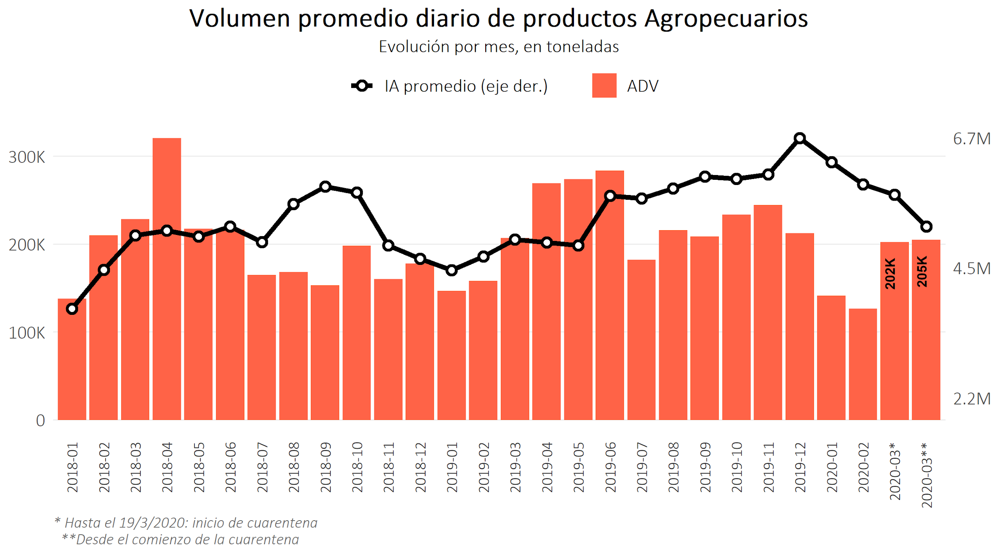 Volumen promedio diario de productos Agropecuarios
Evolución por mes, en toneladas
IA promedio (eje der.)
ADV
300K
200K
100K
0
6.7M
4.5M
2.2M
202K
205K
2018-01
2018-02
2018-03
2018-04
2018-05
2018-06
2018-07
2018-08
2018-09
2018-10
2018-11
2018-12
2019-01
2019-02
2019-03
2019-04
2019-05
2019-06
2019-07
2019-08
2019-09
2019-10
2019-11
2019-12
2020-01
2020-02
2020-03*
2020-03**
* Hasta el 19/3/2020: inicio de cuarentena
**Desde el comienzo de la cuarentena